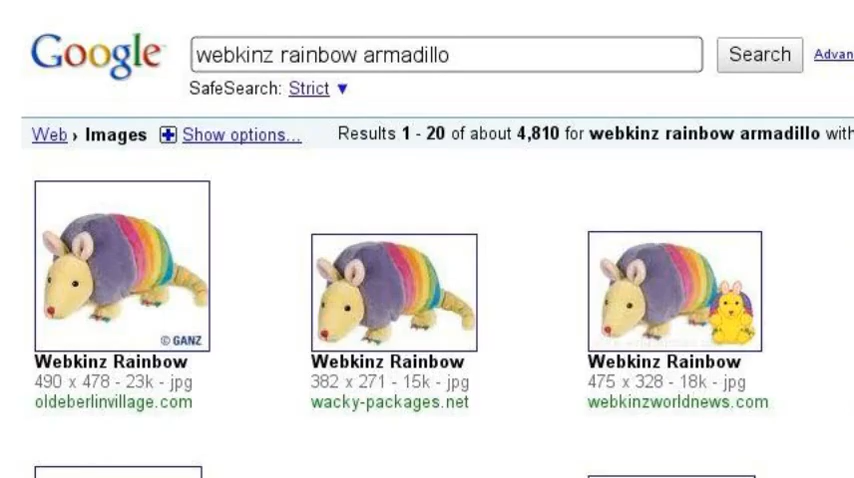 Google webkinz rainbow armadillo Search Advan
SafeSearch: Strict ▼
Web › Images + Show options... Results 1 - 20 of about 4,810 for webkinz rainbow armadillo with
© GANZ
Webkinz Rainbow Webkinz Rainbow Webkinz Rainbow
490 x 478 - 23k - jpg 382 x 271 - 15k - jpg 475 x 328 - 18k - jpg
oldeberlinvillage.com wacky-packages.net webkinzworldnews.com